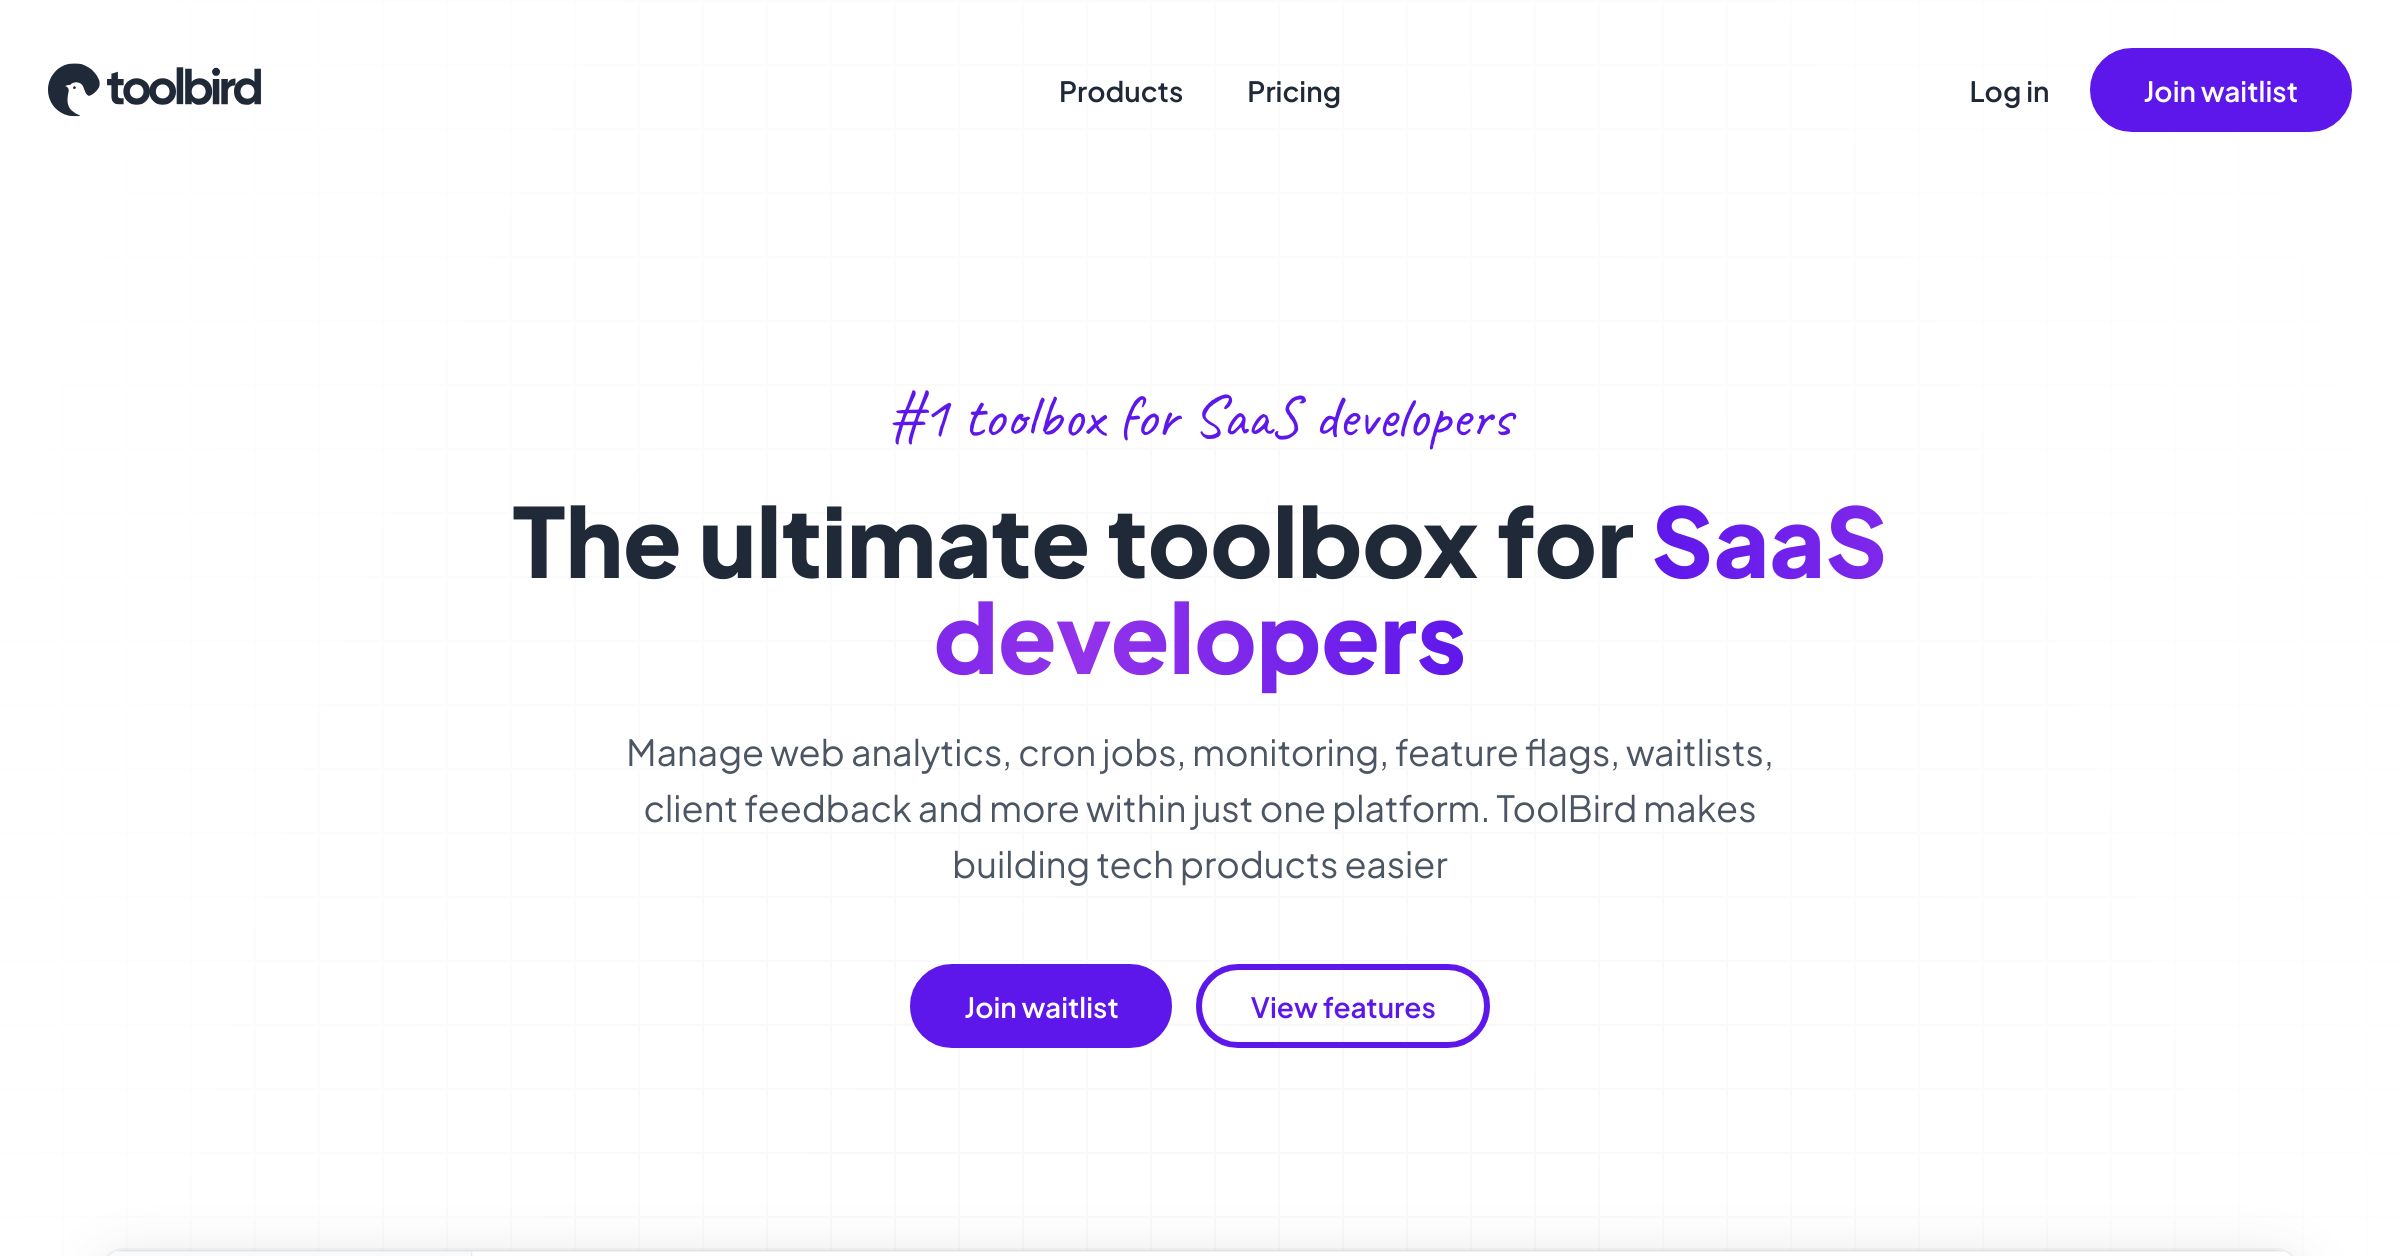 toolbird
Products
Pricing
Log in
Join waitlist
#1 toolbox for SaaS developers
The ultimate toolbox for SaaS
developers
Manage web analytics, cron jobs, monitoring, feature flags, waitlists,
client feedback and more within just one platform. ToolBird makes
building tech products easier
Join waitlist
View features